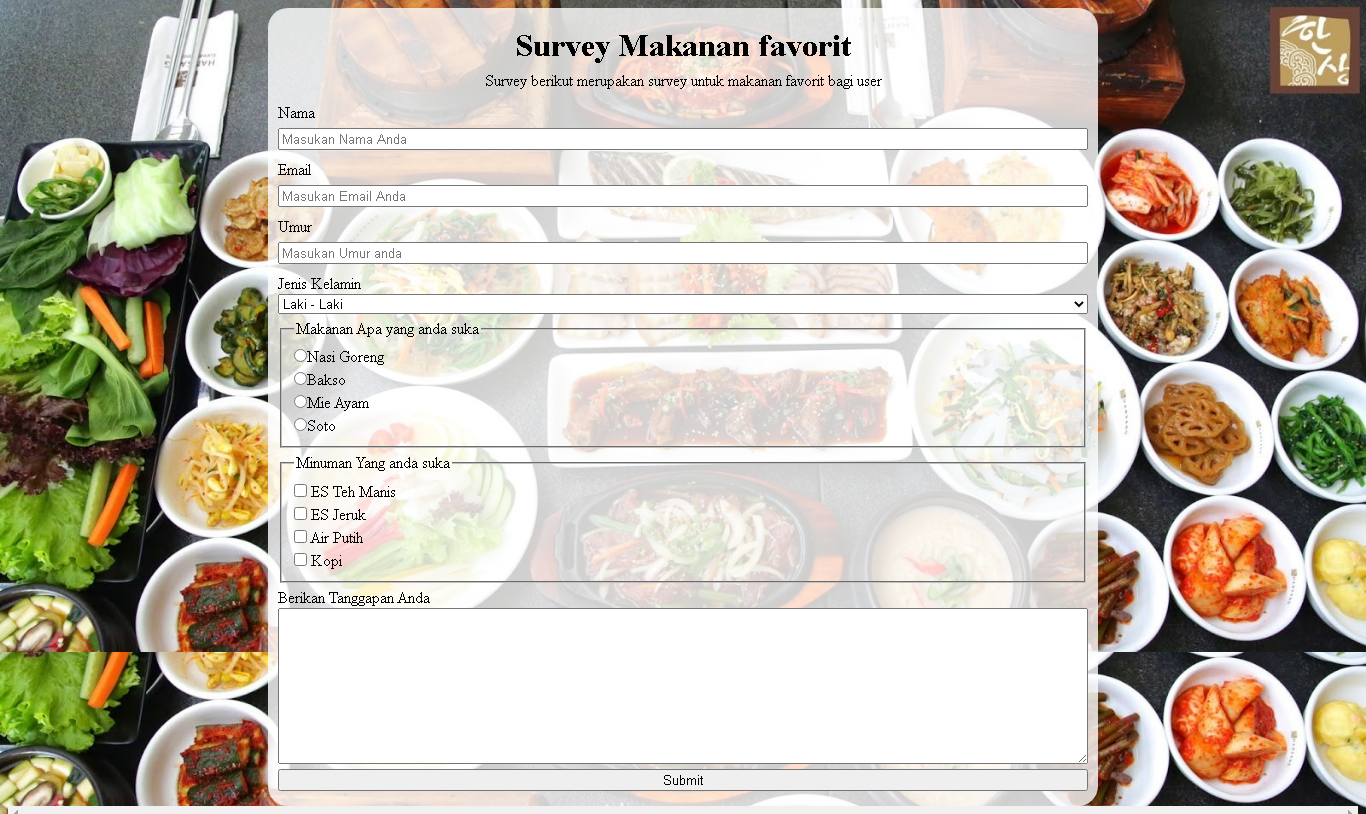 한
상
Survey Makanan favorit
Survey berikut merupakan survey untuk makanan favorit bagi user
Nama
Masukan Nama Anda
Email
Masukan Email Anda
Umur
Masukan Umur anda
Jenis Kelamin
Laki - Laki
Makanan Apa yang anda suka
Nasi Goreng
Bakso
Mie Ayam
Soto
Minuman Yang anda suka
ES Teh Manis
ES Jeruk
Air Putih
Kopi
Berikan Tanggapan Anda
Submit